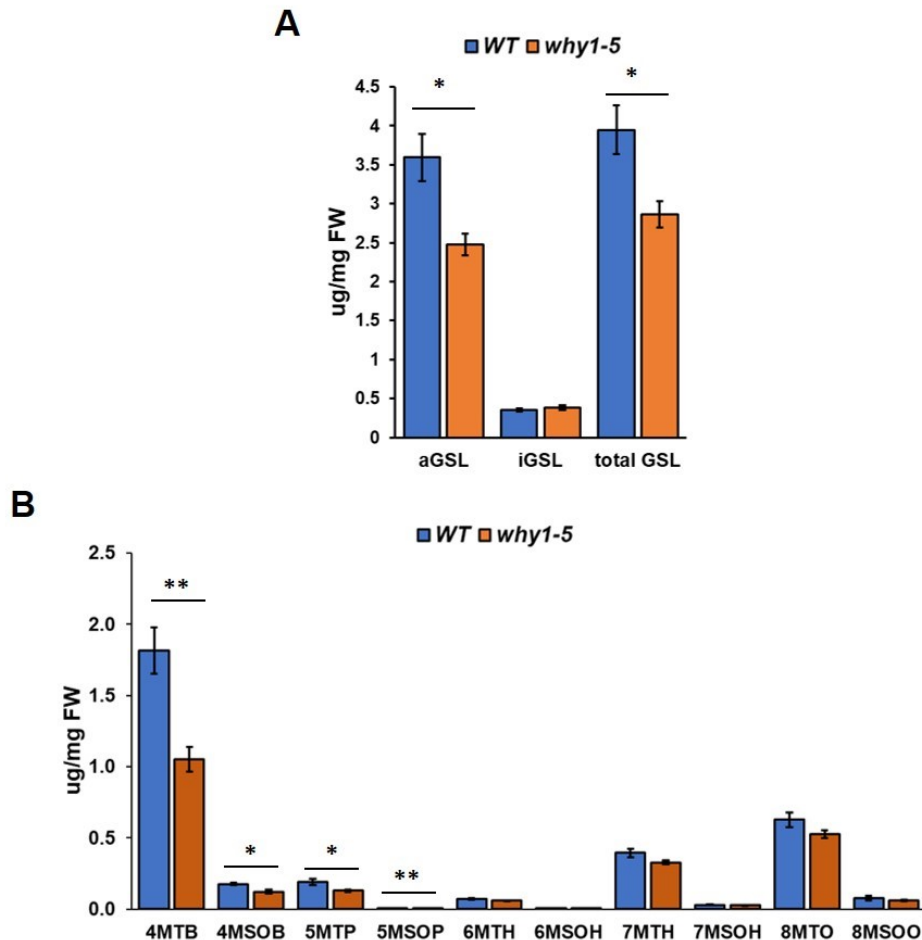 A
WT why1-5
* *
4.5
4
3.5
3
2.5
2
1.5
1
0.5
0
ug/mg FW
aGSL iGSL total GSL
B
WT why1-5
2.5
2.0
1.5
1.0
0.5
0.0
ug/mg FW
** * * **
4MTB 4MSOB 5MTP 5MSOP 6MTH 6MSOH 7MTH 7MSOH 8MTO 8MSOO